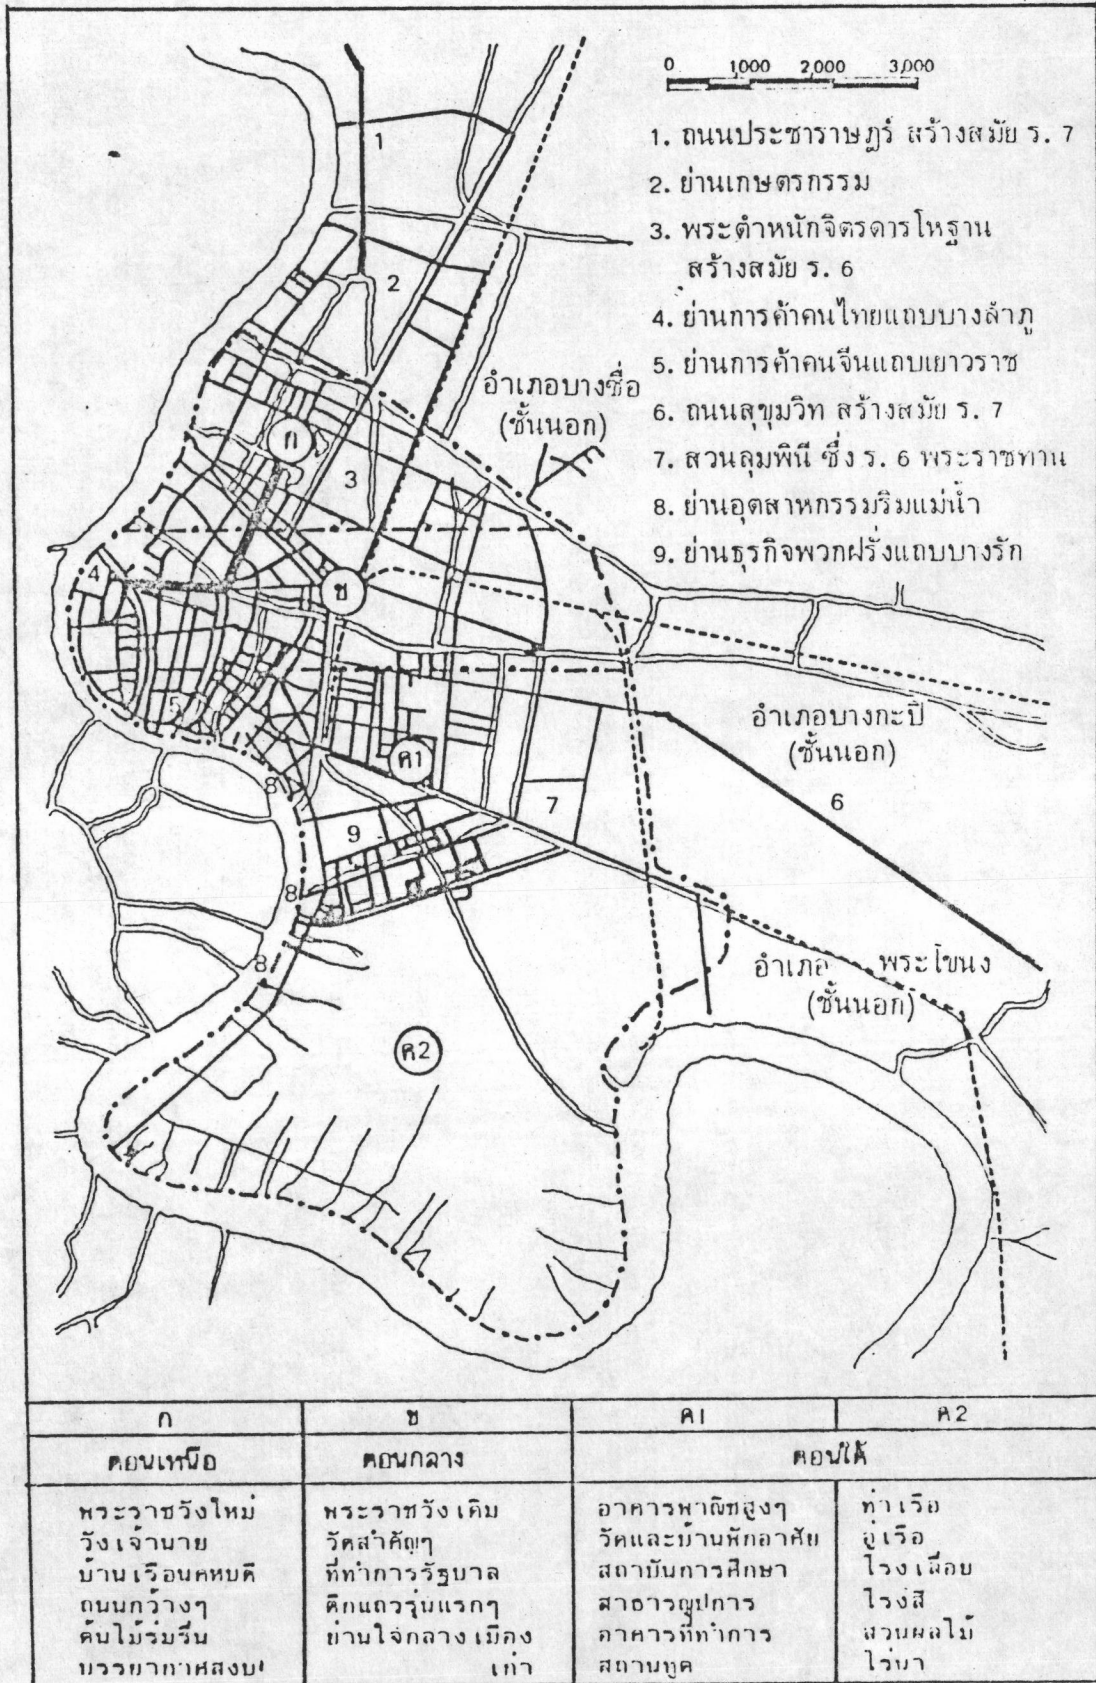 0 1,000 2,000 3,000
1. ถนนประชาราษฎร์ สร้างสมัย ร. 7
2. ย่านเกษตรกรรม
3. พระตำหนักจิตรดารโหฐาน
สร้างสมัย ร. 6
4. ย่านการค้าคนไทยแถบบางลำภู
5. ย่านการค้าคนจีนแถบเยาวราช
6. ถนนสุขุมวิท สร้างสมัย ร. 7
7. สวนลุมพินี ซึ่ง ร. 6 พระราชทาน
8. ย่านอุตสาหกรรมริมแม่น้ำ
9. ย่านธุรกิจพวกฝรั่งแถบบางรัก
1
2
อำเภอบางซื่อ
(ชั้นนอก)
ก
3
4
ข
5
อำเภอบางกะปิ
(ชั้นนอก)
ค1
8
7
6
9
8
8
อำเภอ พระโขนง
(ชั้นนอก)
ค2
ก ข ค1 ค2
ตอนเหนือ ตอนกลาง ตอนใต้
พระราชวังใหม่ พระราชวังเดิม อาคารพาณิชสูงๆ ท่าเรือ
วังเจ้านาย วัดสำคัญๆ วัดและบ้านพักอาศัย อู่เรือ
บ้านเรือนคหบดี ที่ทำการรัฐบาล สถาบันการศึกษา โรงเลื่อย
ถนนกว้างๆ ตึกแถวรุ่นแรกๆ สาธารณูปการ โรงสี
ต้นไม้ร่มรื่น ย่านใจกลางเมือง อาคารที่ทำการ สวนผลไม้
บรรยากาศสงบ เก่า สถานทูต ไร่นา